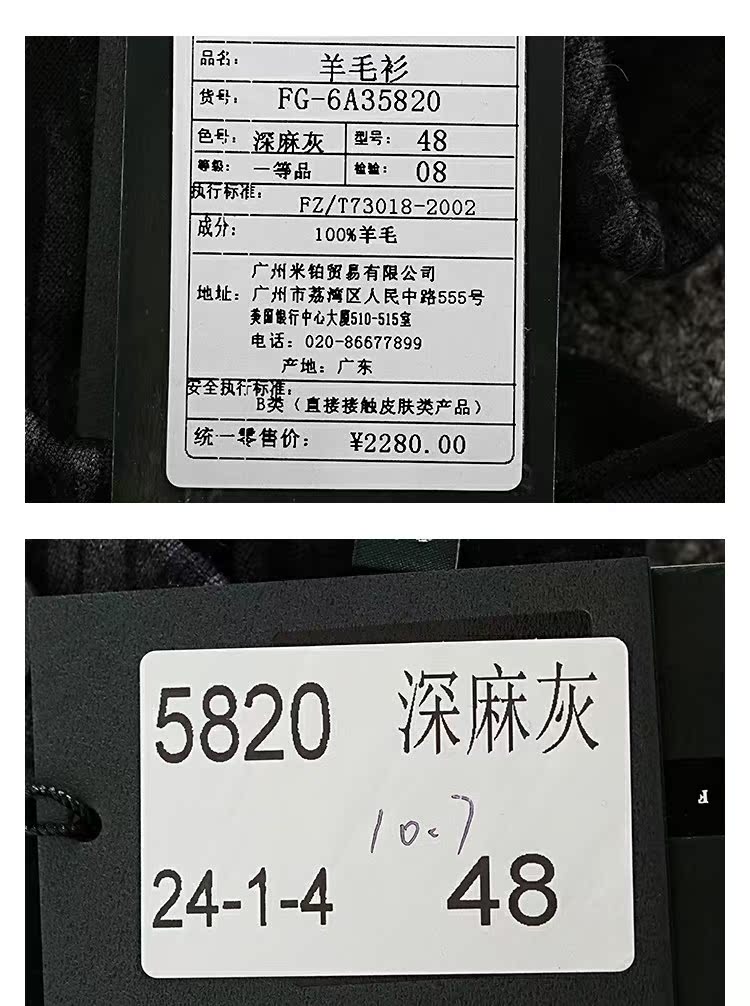 品名: 羊毛衫
货号: FG-6A35820
色号: 深麻灰 型号: 48
等级: 一等品 检验: 08
执行标准:
FZ/T73018-2002
成分: 100%羊毛
广州米铂贸易有限公司
地址: 广州市荔湾区人民中路555号
美国银行中心大厦510-515室
电话: 020-86677899
产地: 广东
安全执行标准:
B类（直接接触皮肤类产品）
统一零售价: ¥2280.00
5820 深麻灰
10.7
24-1-4 48